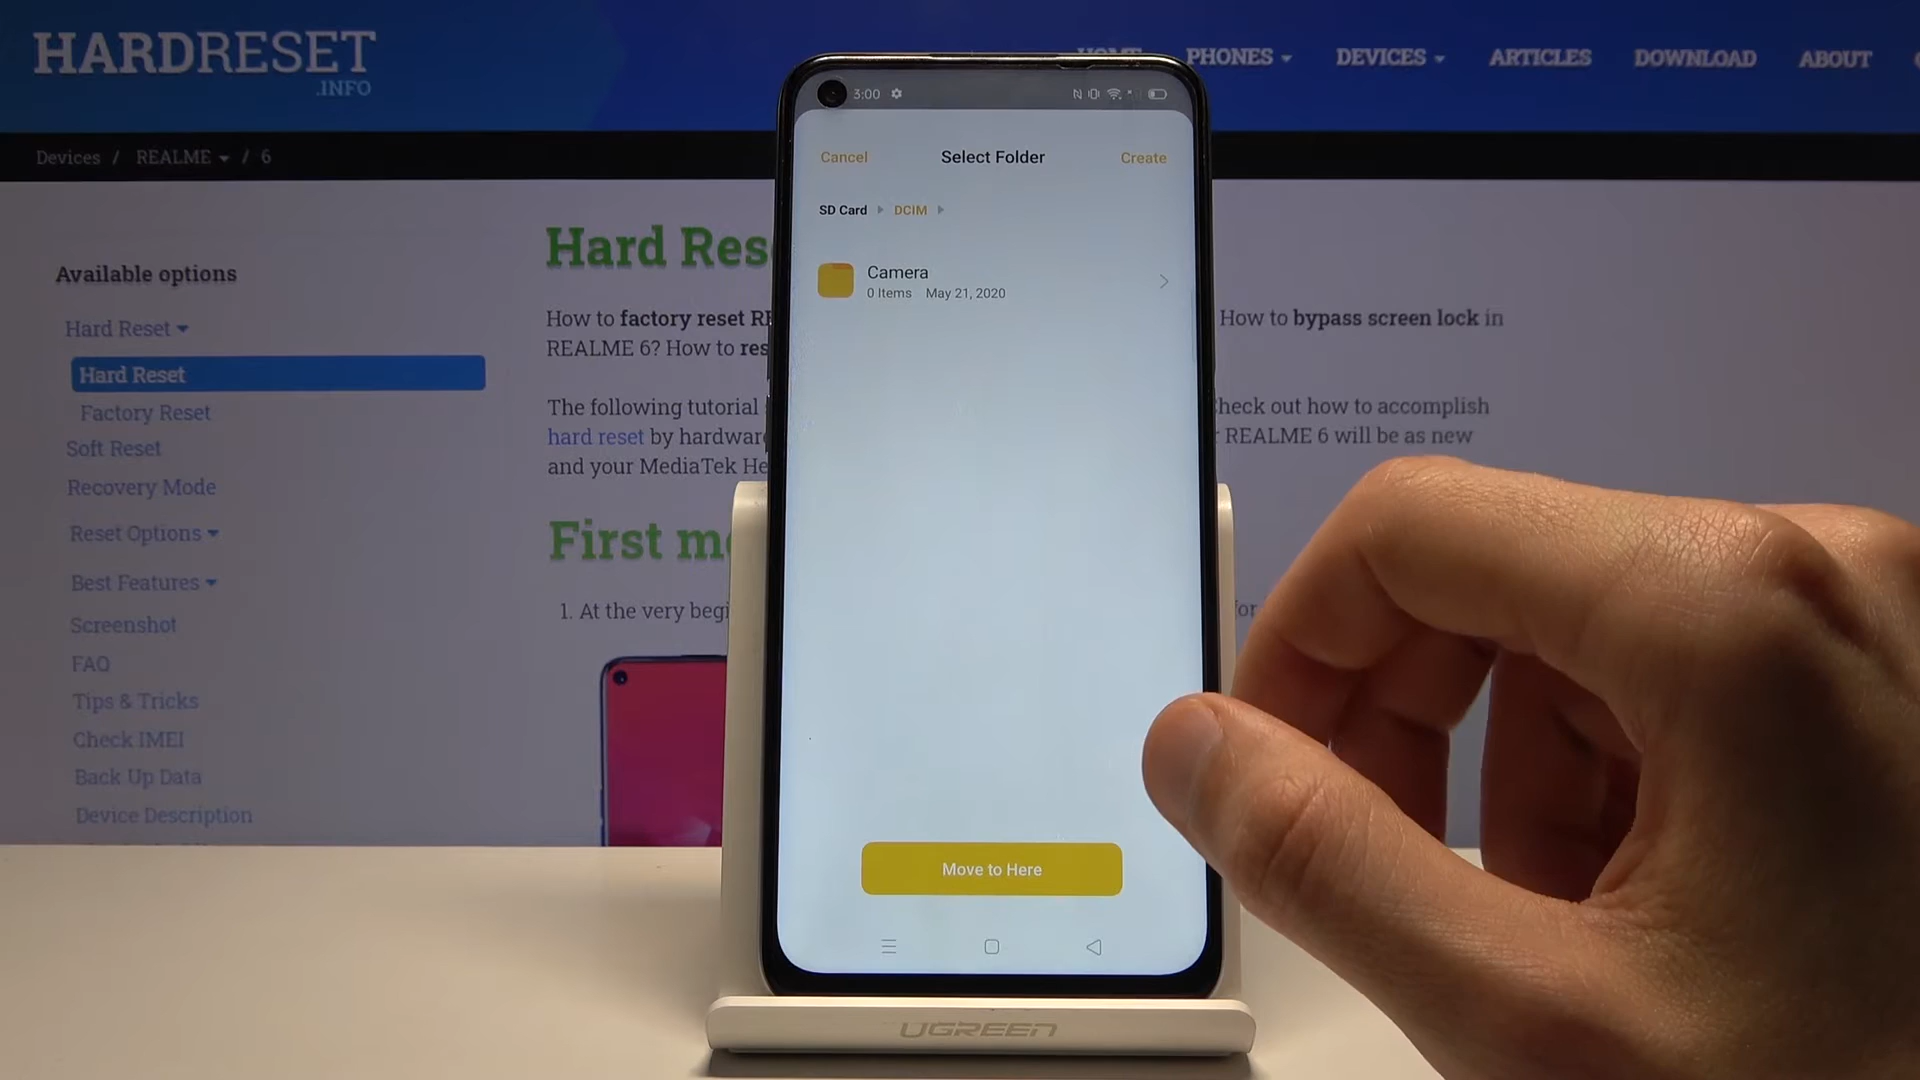 HARDRESET
.INFO
HOME PHONES DEVICES ARTICLES DOWNLOAD ABOUT
Devices / REALME / 6
Available options
Hard Reset
Hard Reset
Factory Reset
Soft Reset
Recovery Mode
Reset Options
Best Features
Screenshot
FAQ
Tips & Tricks
Check IMEI
Back Up Data
Device Description
Hard Res
How to factory reset RE
How to bypass screen lock in
REALME 6? How to res
The following tutorial
heck out how to accomplish
hard reset by hardwar
REALME 6 will be as new
and your MediaTek He
First m
1. At the very begi
3:00
Cancel Select Folder Create
SD Card DCIM
Camera
0 Items May 21, 2020
Move to Here
UGREEN